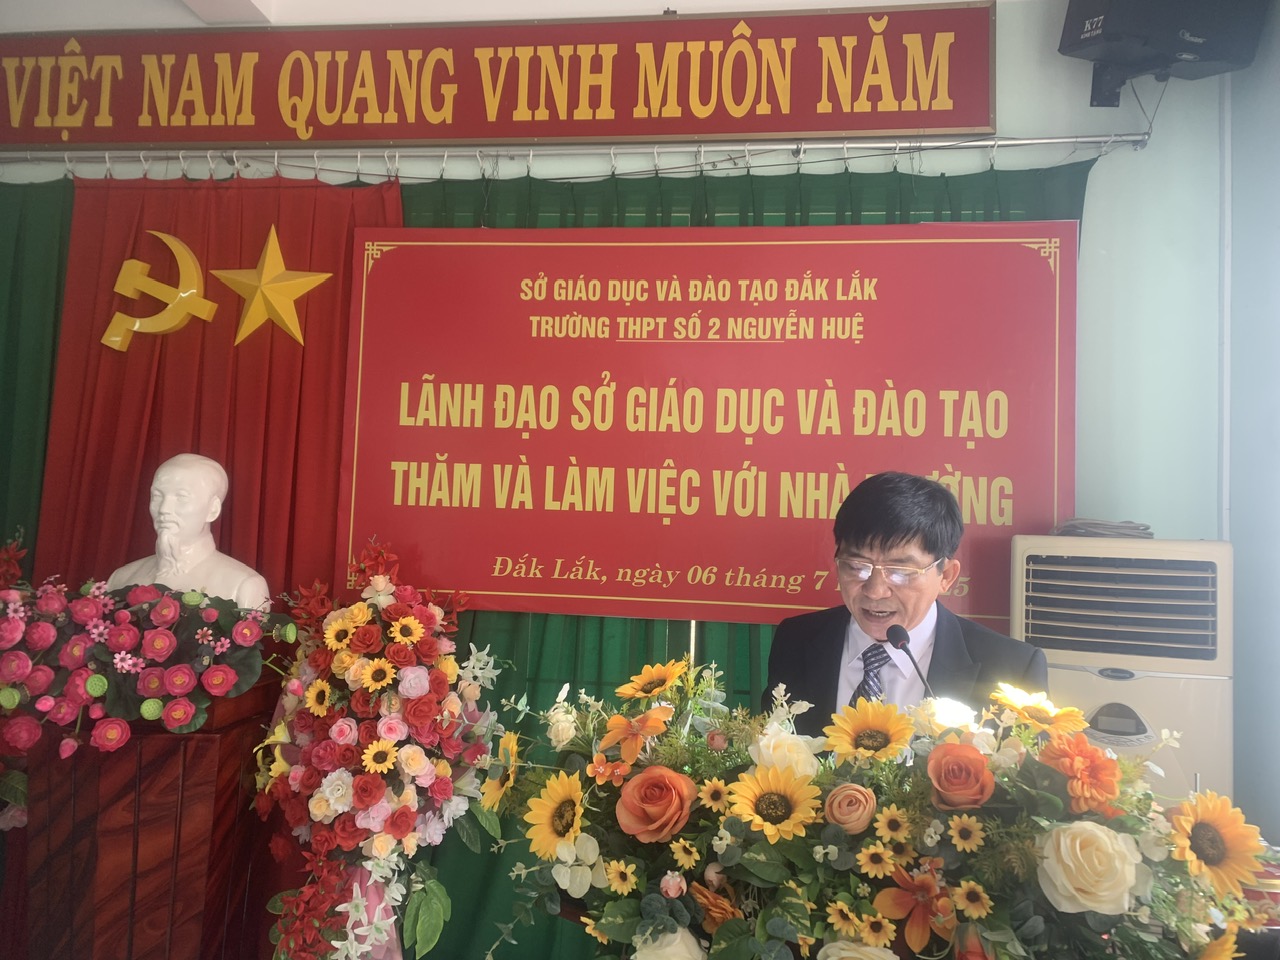 VIỆT NAM QUANG VINH MUÔN NĂM
K77
SỞ GIÁO DỤC VÀ ĐÀO TẠO ĐẮK LẮK
TRƯỜNG THPT SỐ 2 NGUYỄN HUỆ
LÃNH ĐẠO SỞ GIÁO DỤC VÀ ĐÀO TẠO
THĂM VÀ LÀM VIỆC VỚI NHÀ
Đắk Lắk, ngày 06 tháng 7